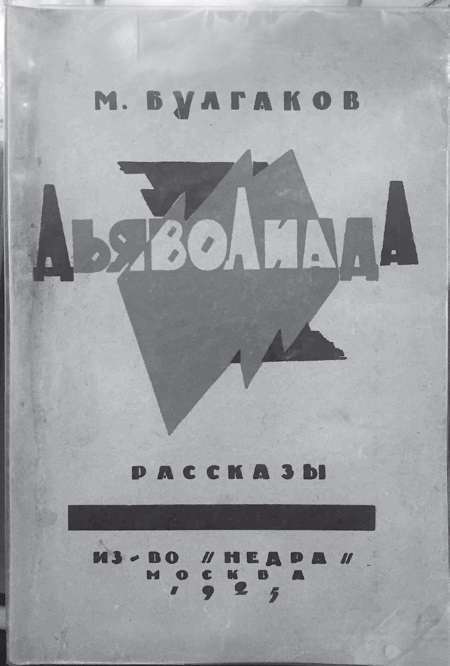 М. БУЛГАКОВ
ДЬЯВОЛИАДА
РАССКАЗЫ
ИЗ-ВО "НЕДРА"
МОСКВА
1925